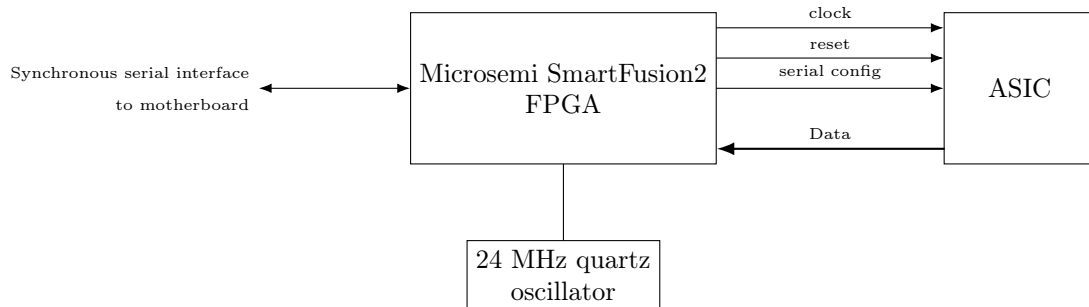 clock
reset
serial config
Data
Synchronous serial interface
to motherboard
Microsemi SmartFusion2
FPGA
ASIC
24 MHz quartz
oscillator